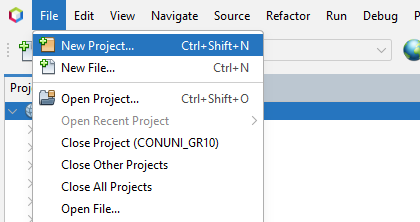 File Edit View Navigate Source Refactor Run Debug
New Project... Ctrl+Shift+N
New File... Ctrl+N
Proj
Open Project... Ctrl+Shift+O
Open Recent Project
Close Project (CONUNI_GR10)
Close Other Projects
Close All Projects
Open File...